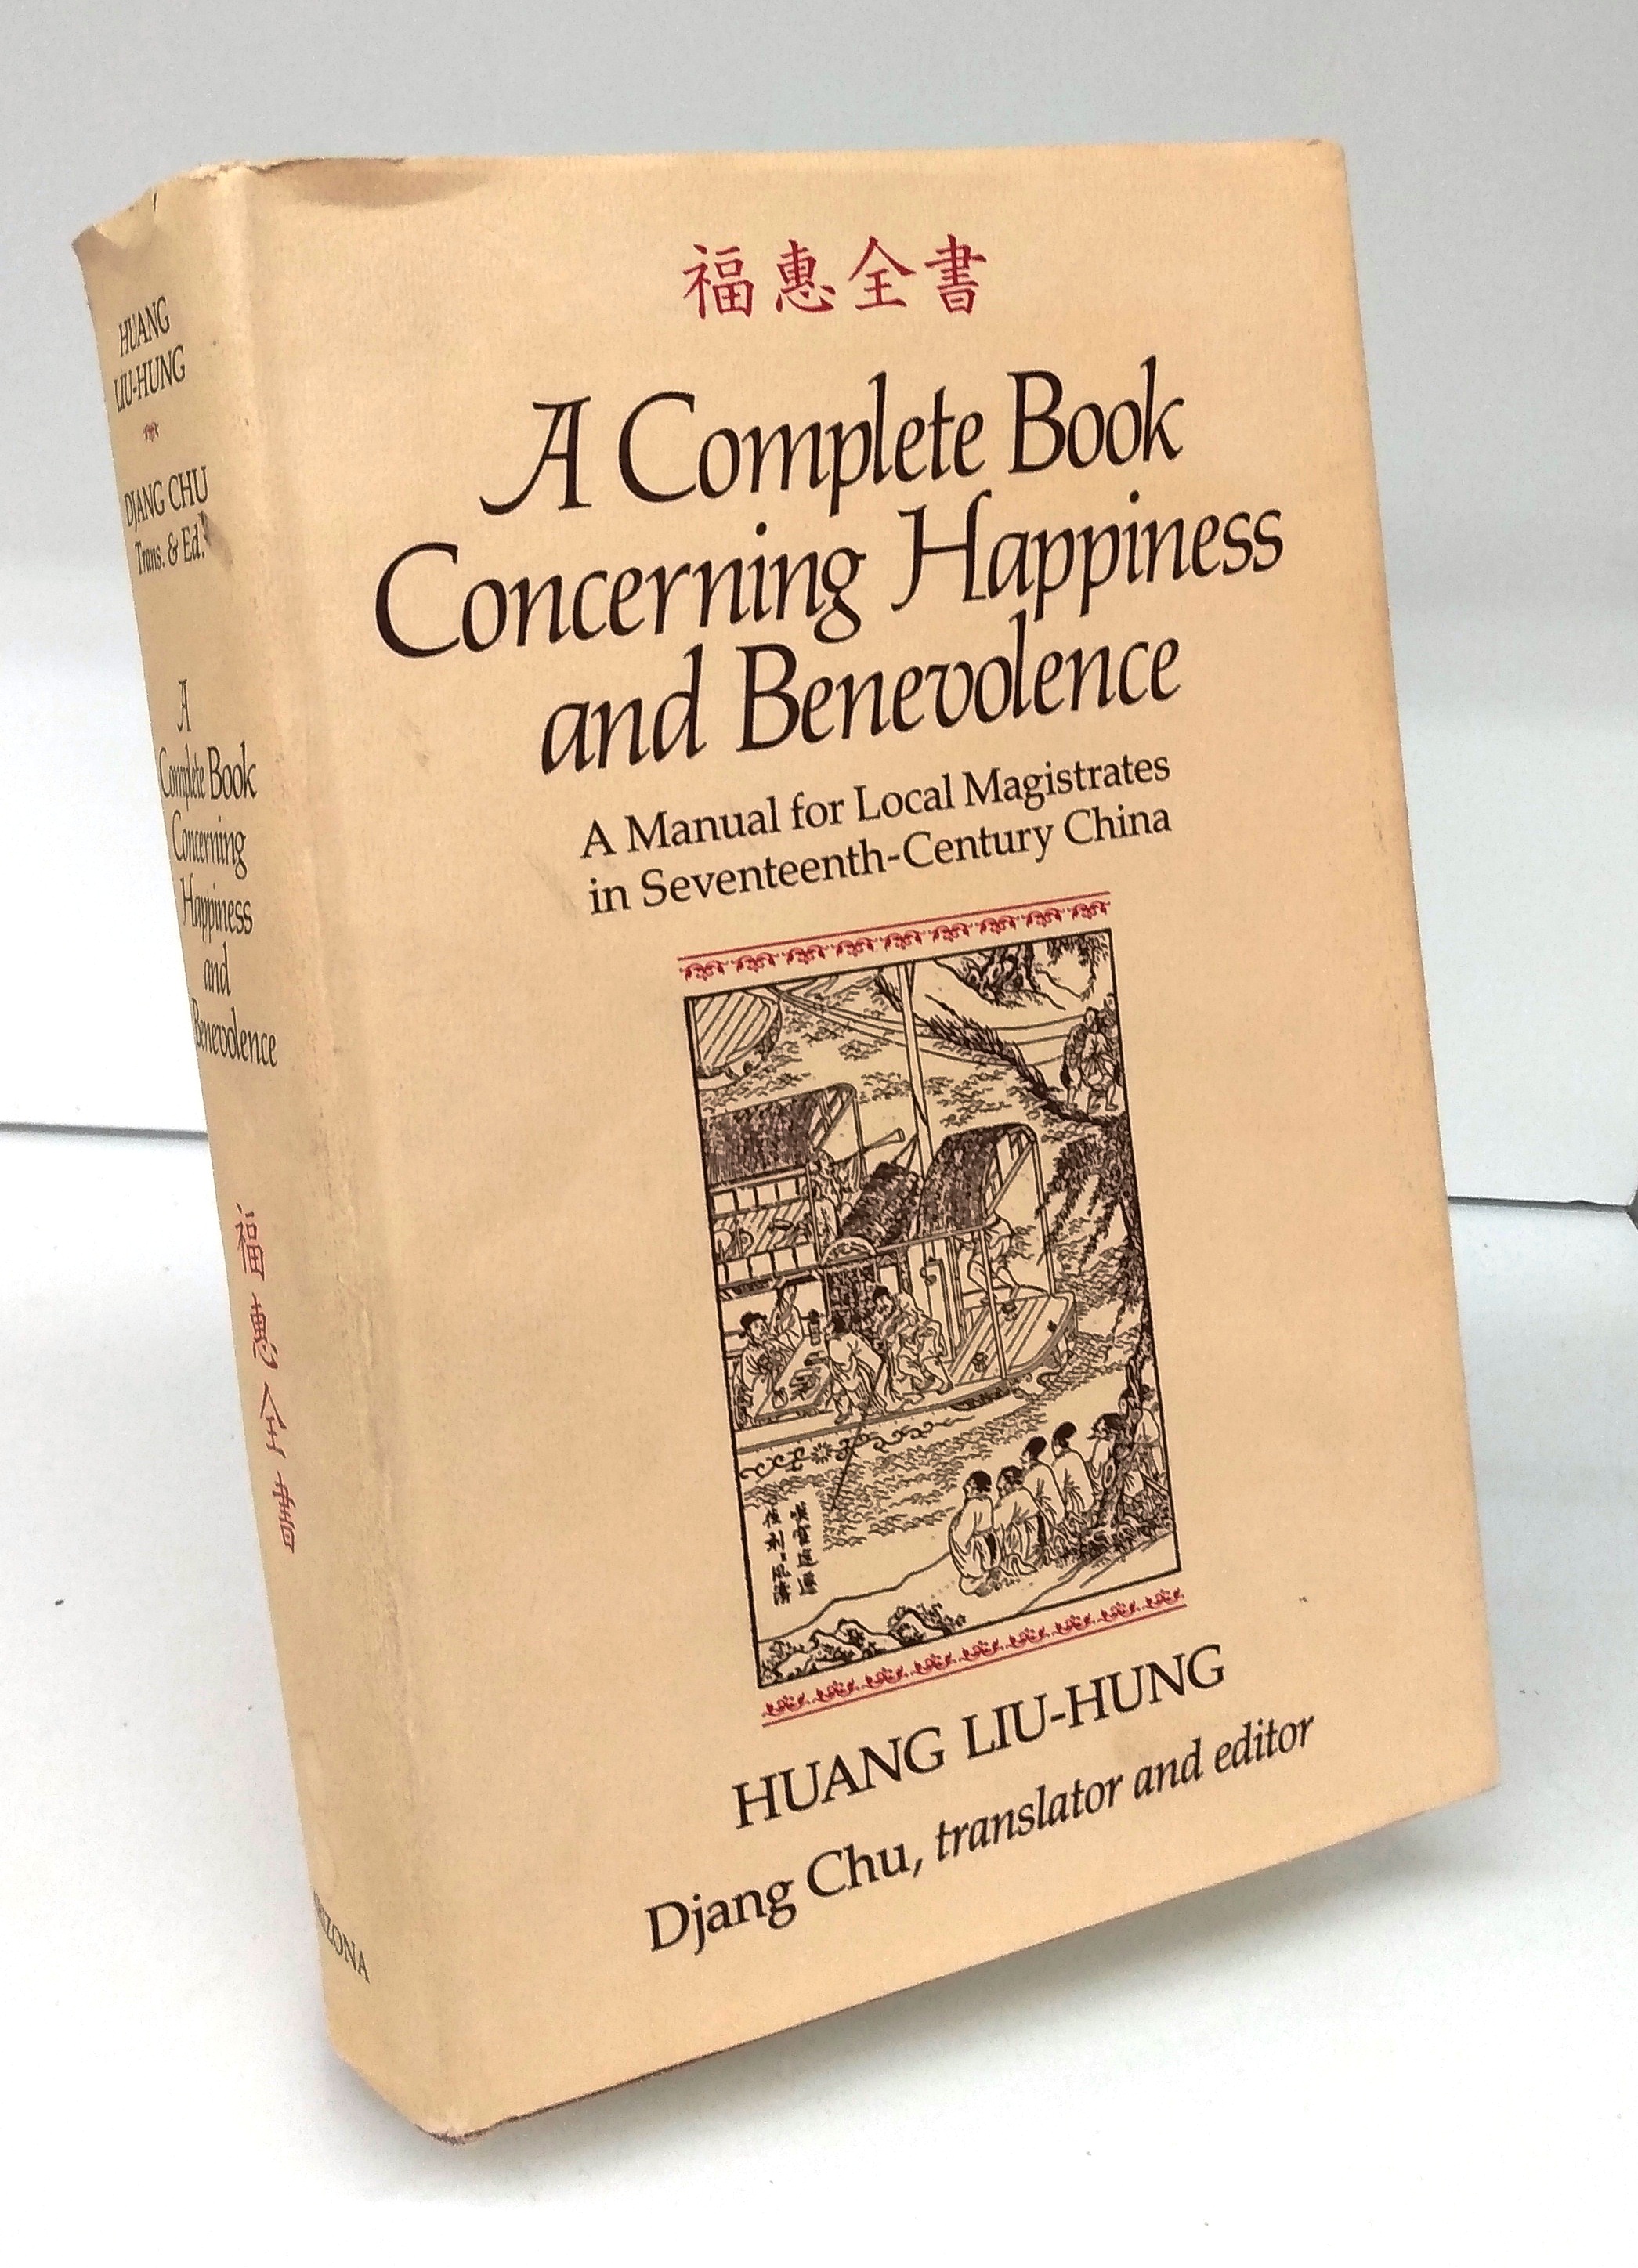 福惠全書
A Complete Book
Concerning Happiness
and Benevolence
A Manual for Local Magistrates
in Seventeenth-Century China
HUANG LIU-HUNG
Djang Chu, translator and editor
HUANG
LIU-HUNG
DJANG CHU
Trans. & Ed.
A
Complete Book
Concerning
Happiness
and
Benevolence
福惠全書
ARIZONA